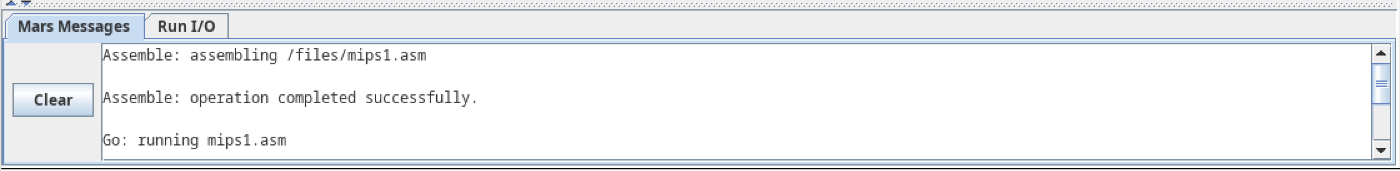 Mars Messages Run I/O
Assemble: assembling /files/mips1.asm
Assemble: operation completed successfully.
Clear
Go: running mips1.asm